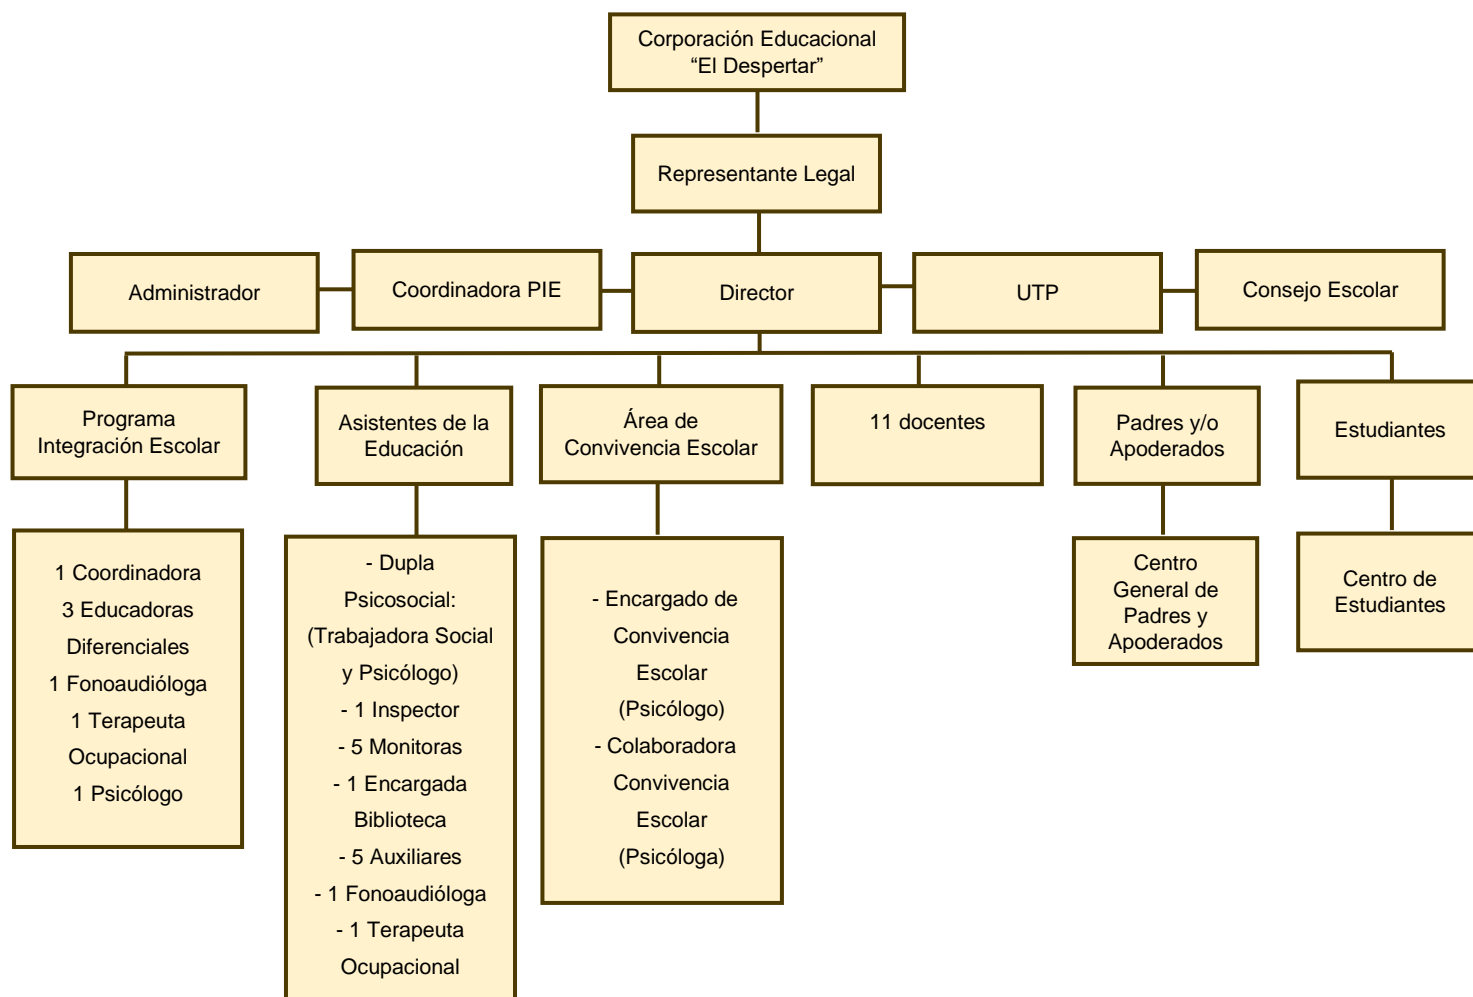 Corporación Educacional
“El Despertar”
Representante Legal
Administrador
Coordinadora PIE
Director
UTP
Consejo Escolar
Programa
Integración Escolar
Asistentes de la
Educación
Área de
Convivencia Escolar
11 docentes
Padres y/o
Apoderados
Estudiantes
1 Coordinadora
3 Educadoras
Diferenciales
1 Fonoaudióloga
1 Terapeuta
Ocupacional
1 Psicólogo
- Dupla
Psicosocial:
(Trabajadora Social
y Psicólogo)
- 1 Inspector
- 5 Monitoras
- 1 Encargada
Biblioteca
- 5 Auxiliares
- 1 Fonoaudióloga
- 1 Terapeuta
Ocupacional
- Encargado de
Convivencia
Escolar
(Psicólogo)
- Colaboradora
Convivencia
Escolar
(Psicóloga)
Centro
General de
Padres y
Apoderados
Centro de
Estudiantes